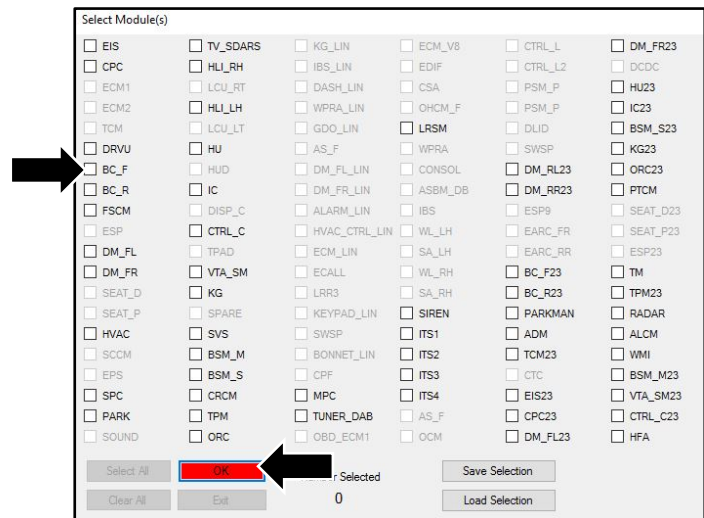 Select Module(s)
EIS TV_SDARS KG_LIN ECM_V8 CTRL_L DM_FR23
CPC HLI_RH IBS_LIN EDIF CTRL_L2 DCDC
ECM1 LCU_RT DASH_LIN CSA PSM_P HU23
ECM2 HLI_LH WPRA_LIN OHCM_F PSM_P IC23
TCM LCU_LT GDO_LIN LRSM DLID BSM_S23
DRVU HU AS_F WPRA SWSP KG23
BC_F HUD DM_FL_LIN CONSOL DM_RL23 ORC23
BC_R IC DM_FR_LIN ASBM_DB DM_RR23 PTCM
FSCM DISP_C ALARM_LIN IBS ESP9 SEAT_D23
ESP CTRL_C HVAC_CTRL_LIN WL_LH EARC_FR SEAT_P23
DM_FL TPAD ECM_LIN SA_LH EARC_RR ESP23
DM_FR VTA_SM ECALL WL_RH BC_F23 TM
SEAT_D KG LRR3 SA_RH BC_R23 TPM23
SEAT_P SPARE KEYPAD_LIN SIREN PARKMAN RADAR
HVAC SVS SWSP ITS1 ADM ALCM
SCCM BSM_M BONNET_LIN ITS2 TCM23 WMI
EPS BSM_S CPF ITS3 CTC BSM_M23
SPC CRCM MPC ITS4 EIS23 VTA_SM23
PARK TPM TUNER_DAB AS_F CPC23 CTRL_C23
SOUND ORC OBD_ECM1 OCM DM_FL23 HFA
Select All OK Selected Save Selection
Clear All Exit 0 Load Selection